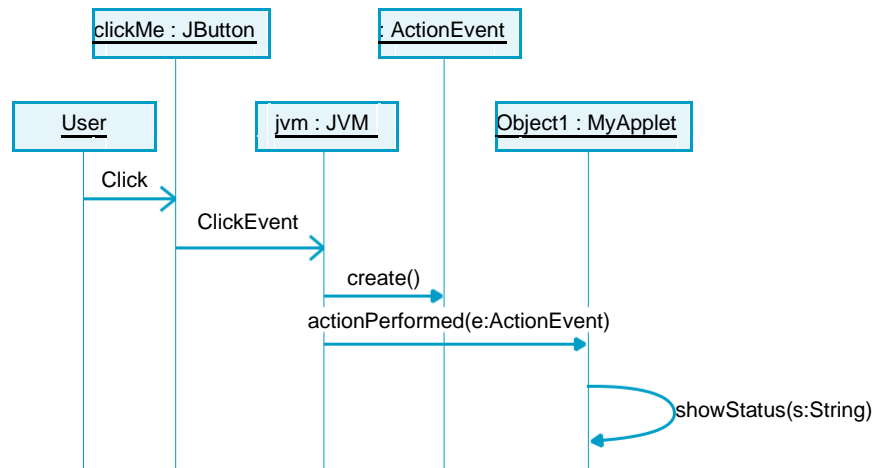 clickMe : JButton
: ActionEvent
User
jvm : JVM
Object1 : MyApplet
Click
ClickEvent
create()
actionPerformed(e:ActionEvent)
showStatus(s:String)